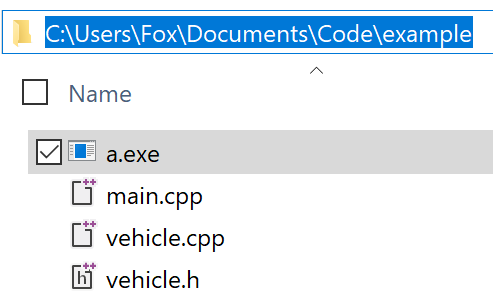 C:\Users\Fox\Documents\Code\example
Name
a.exe
main.cpp
vehicle.cpp
vehicle.h